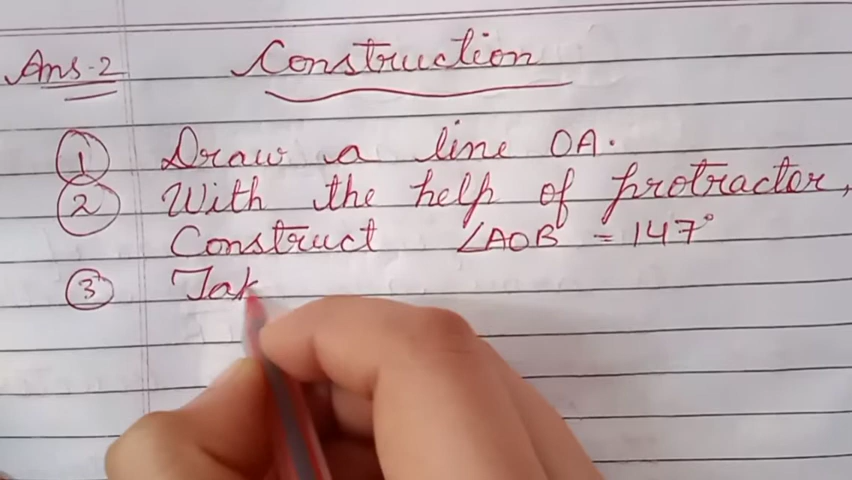 Ans-2 Construction
1 Draw a line OA.
2 With the help of protractor,
Construct ∠AOB = 147°
3 Tak